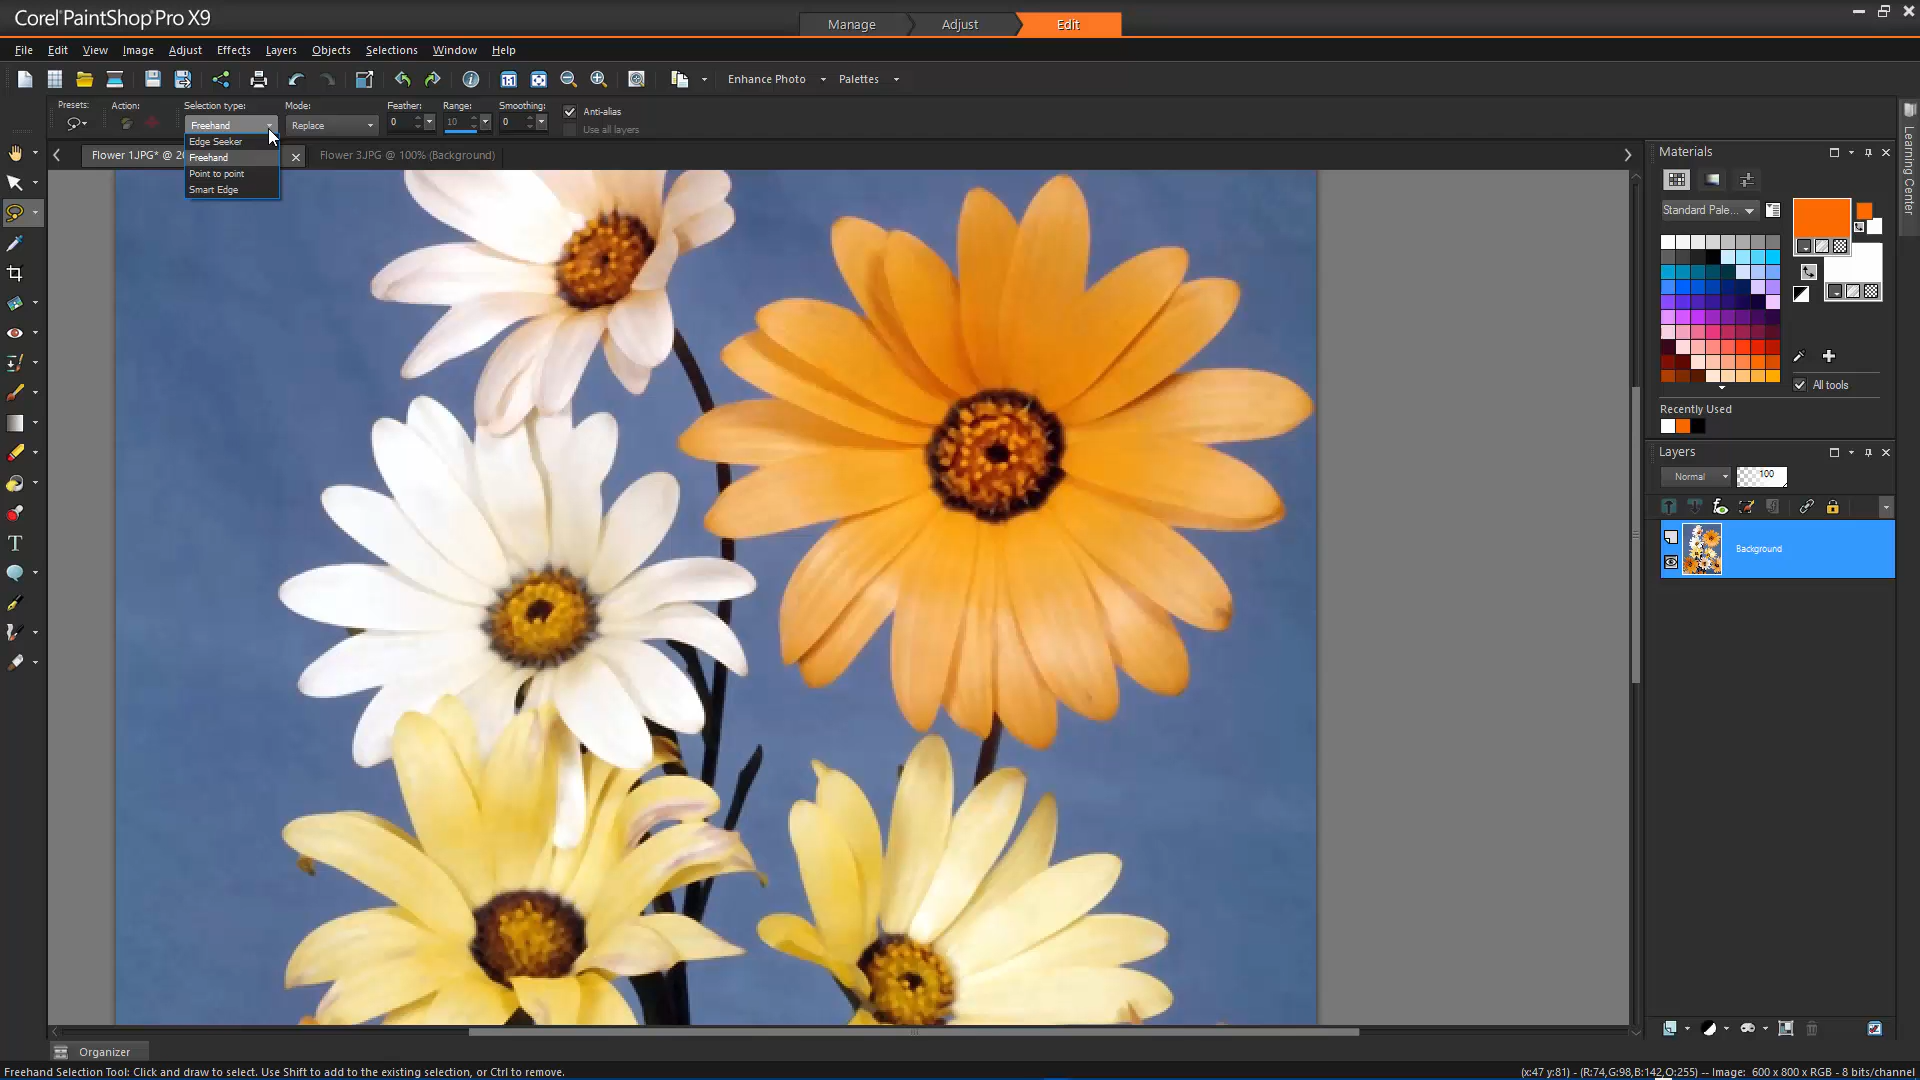 Corel PaintShop Pro X9
Manage Adjust Edit
File Edit View Image Adjust Effects Layers Objects Selections Window Help
1:1 Enhance Photo Palettes
Presets: Action: Selection type: Mode: Feather: Range: Smoothing: Anti-alias
Freehand Replace 0 10 0 Use all layers
Edge Seeker
Freehand
Point to point
Smart Edge
Flower 1.JPG* @ 20
Flower 3.JPG @ 100% (Background)
Learning Center
Materials
Standard Pale...
All tools
Recently Used
Layers
Normal 100
Background
Organizer
Freehand Selection Tool: Click and draw to select. Use Shift to add to the existing selection, or Ctrl to remove.
(x:47 y:81) - (R:74,G:98,B:142,O:255) -- Image: 600 x 800 x RGB - 8 bits/channel